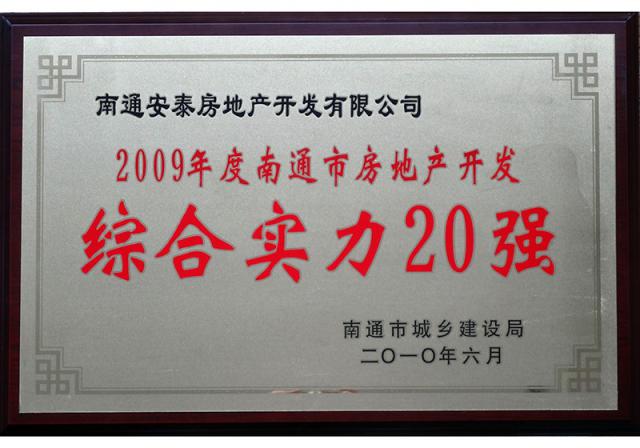 南通安泰房地产开发有限公司
2009年度南通市房地产开发
综合实力20强
南通市城乡建设局
二〇一〇年六月